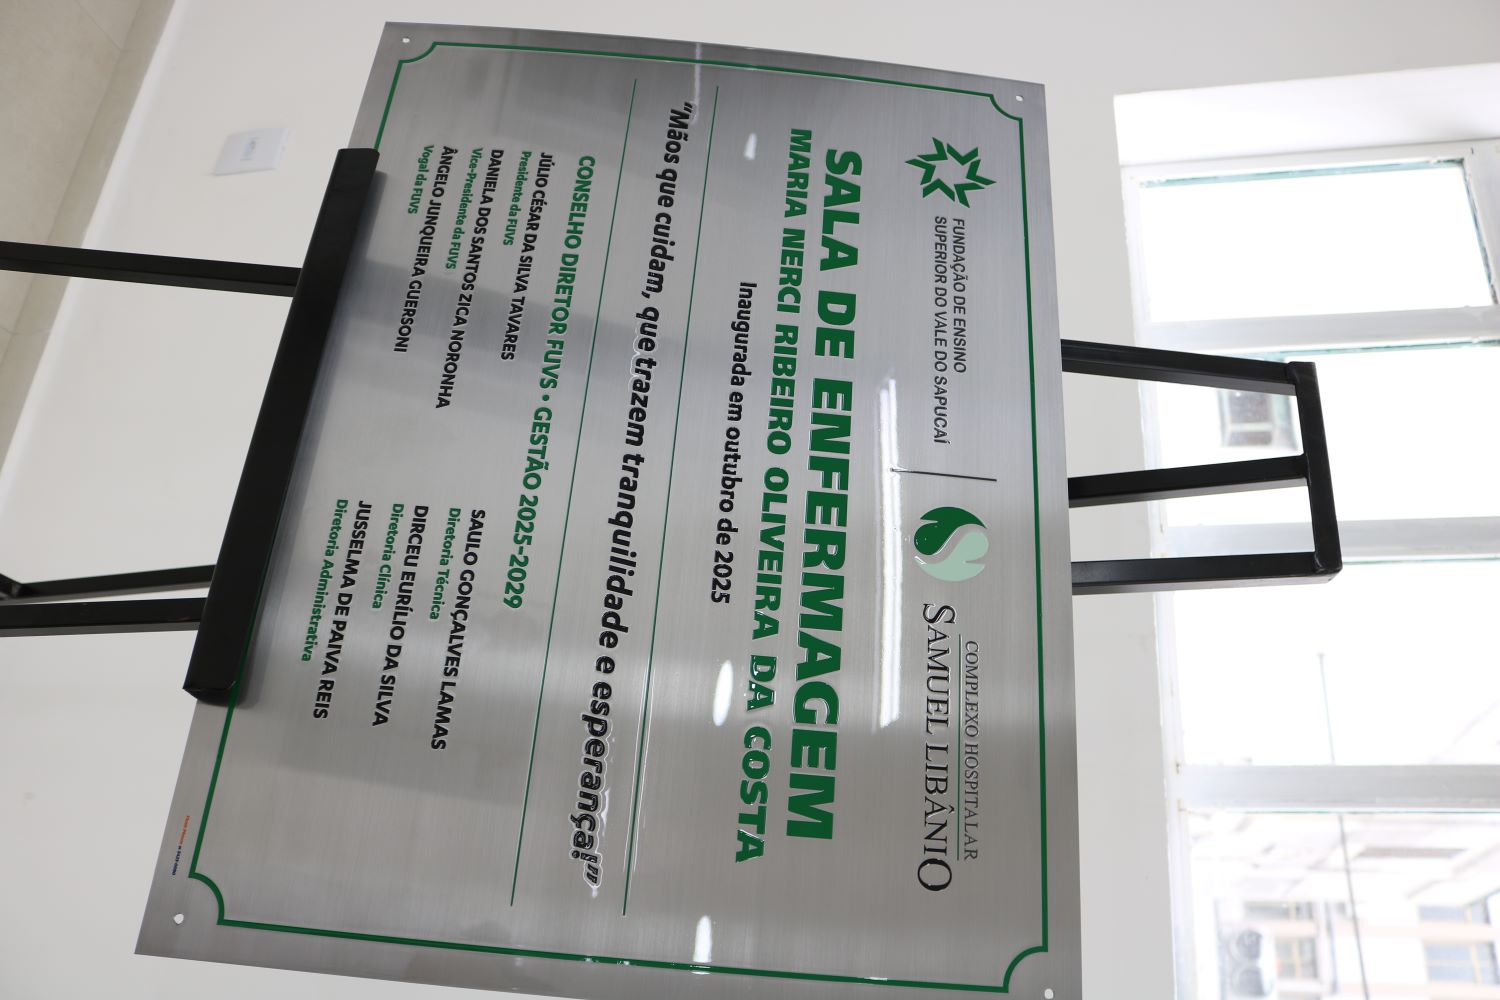 FUNDAÇÃO DE ENSINO
SUPERIOR DO VALE DO SAPUCAÍ
COMPLEXO HOSPITALAR
SAMUEL LIBÂNIO
SALA DE ENFERMAGEM
MARIA NERCI RIBEIRO OLIVEIRA DA COSTA
Inaugurada em outubro de 2025
“Mãos que cuidam, que trazem tranquilidade e esperança!”
CONSELHO DIRETOR FUVS • GESTÃO 2025-2029
JÚLIO CÉSAR DA SILVA TAVARES
Presidente da FUVS
DANIELA DOS SANTOS ZICA NORONHA
Vice-Presidente da FUVS
ÂNGELO JUNQUEIRA GUERSONI
Vogal da FUVS
SAULO GONÇALVES LAMAS
Diretoria Técnica
DIRCEU EURÍLIO DA SILVA
Diretoria Clínica
JUSSELMA DE PAIVA REIS
Diretoria Administrativa